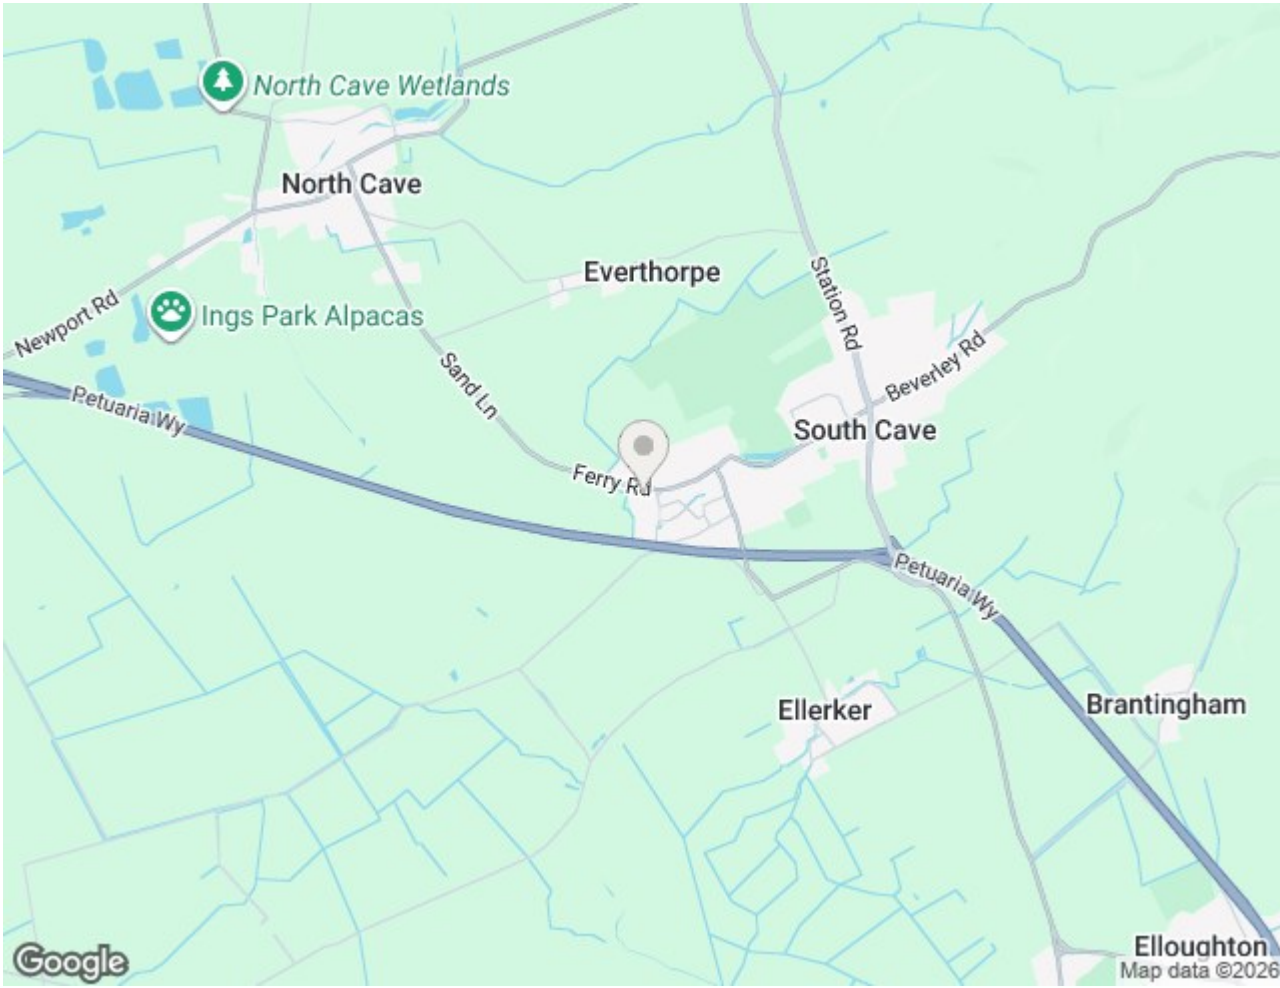 North Cave Wetlands
North Cave
Everthorpe
Station Rd
Newport Rd
Ings Park Alpacas
Sand Ln
Beverley Rd
Petuaria Wy
South Cave
Ferry Rd
Petuaria Wy
Ellerker
Brantingham
Elloughton
Google
Map data ©2026